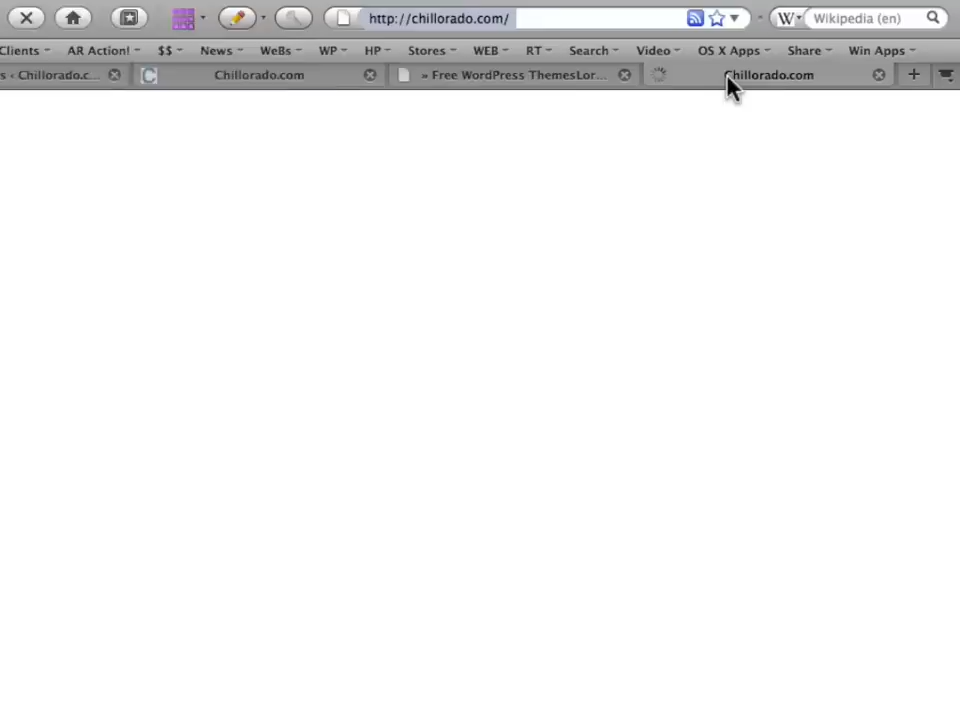 http://chillorado.com/ W Wikipedia (en)
Clients AR Action! $$ News WeBs WP HP Stores WEB RT Search Video OS X Apps Share Win Apps
s ‹ Chillorado.c... C Chillorado.com » Free WordPress ThemesLor... Chillorado.com